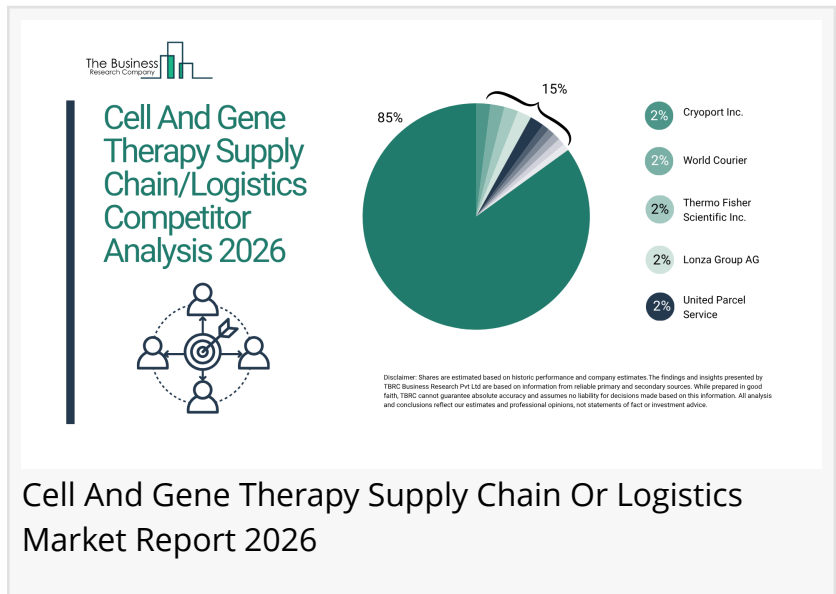 The Business
Research Company
Cell And Gene
Therapy Supply
Chain/Logistics
Competitor
Analysis 2026
85%
15%
2% Cryoport Inc.
2% World Courier
2% Thermo Fisher
Scientific Inc.
2% Lonza Group AG
2% United Parcel
Service
Disclaimer: Shares are estimated based on historic performance and company estimates.The findings and insights presented by
TBRC Business Research Pvt Ltd are based on information from reliable primary and secondary sources. While prepared in good
faith, TBRC cannot guarantee absolute accuracy and assumes no liability for decisions made based on this information. All analysis
and conclusions reflect our estimates and professional opinions, not statements of fact or investment advice.
Cell And Gene Therapy Supply Chain Or Logistics
Market Report 2026